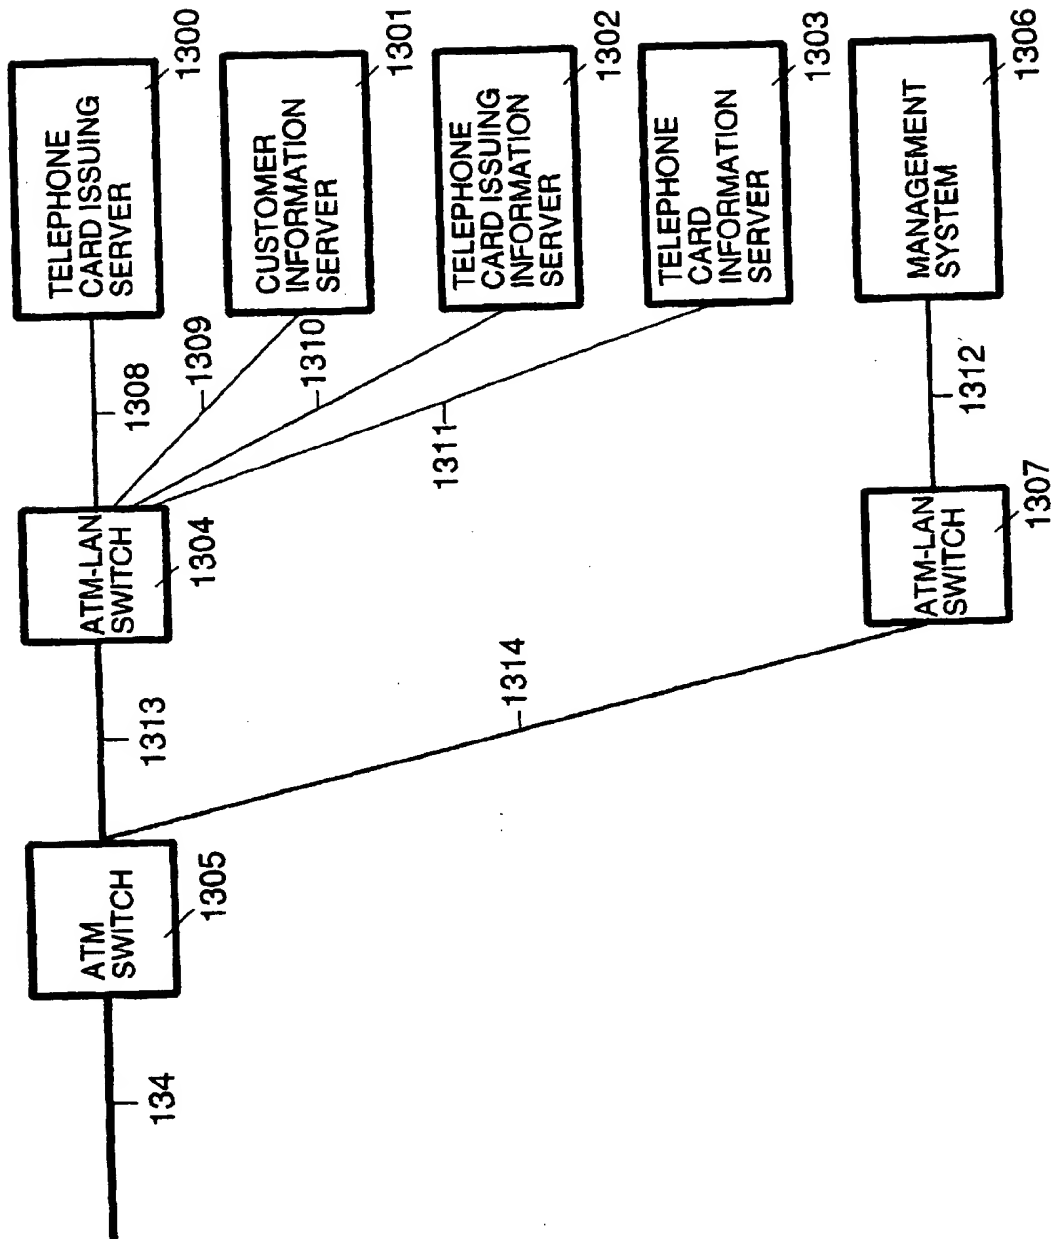 TELEPHONE
CARD ISSUING
SERVER
1300
CUSTOMER
INFORMATION
SERVER
1301
TELEPHONE
CARD ISSUING
INFORMATION
SERVER
1302
TELEPHONE
CARD
INFORMATION
SERVER
1303
MANAGEMENT
SYSTEM
1306
1308
1309
1310
1311
1312
ATM-LAN
SWITCH
1304
ATM-LAN
SWITCH
1307
1313
1314
ATM
SWITCH
1305
134